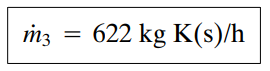 ṁ₃ = 622 kg K(s)/h